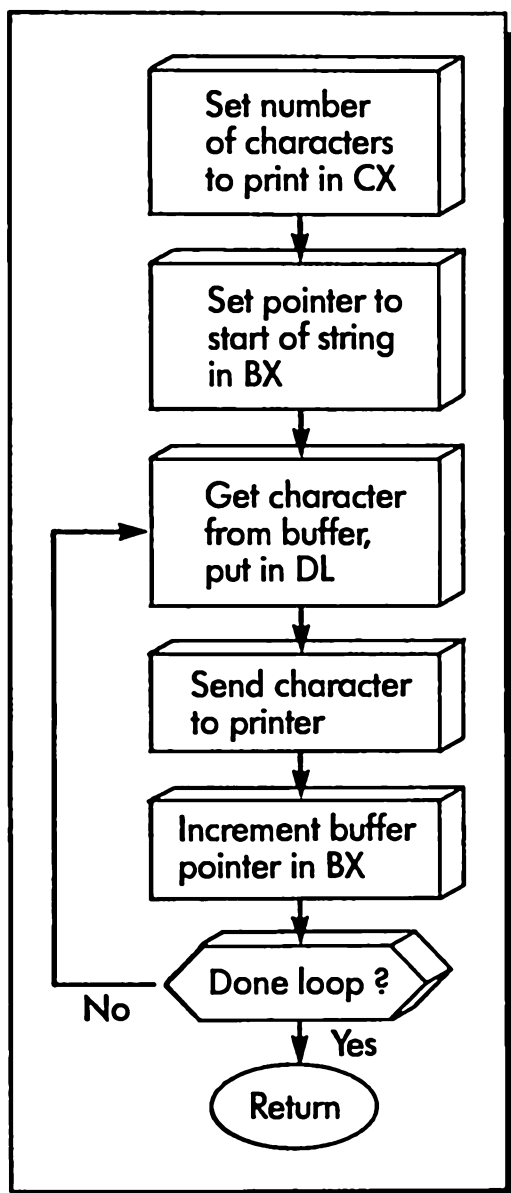 Set number
of characters
to print in CX
Set pointer to
start of string
in BX
Get character
from buffer,
put in DL
Send character
to printer
Increment buffer
pointer in BX
Done loop ?
No
Yes
Return